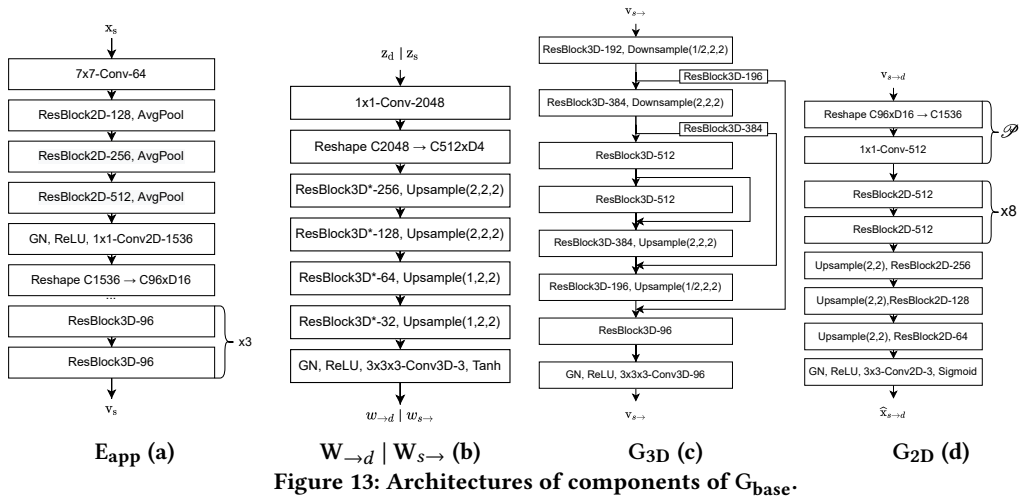 x_s
7x7-Conv-64
ResBlock2D-128, AvgPool
ResBlock2D-256, AvgPool
ResBlock2D-512, AvgPool
GN, ReLU, 1x1-Conv2D-1536
Reshape C1536 → C96xD16
...
ResBlock3D-96
ResBlock3D-96
x3
v_s
E_app (a)
z_d | z_s
1x1-Conv-2048
Reshape C2048 → C512xD4
ResBlock3D*-256, Upsample(2,2,2)
ResBlock3D*-128, Upsample(2,2,2)
ResBlock3D*-64, Upsample(1,2,2)
ResBlock3D*-32, Upsample(1,2,2)
GN, ReLU, 3x3x3-Conv3D-3, Tanh
w_→d | w_s→
W_→d | W_s→ (b)
v_s→
ResBlock3D-192, Downsample(1/2,2,2)
ResBlock3D-196
ResBlock3D-384, Downsample(2,2,2)
ResBlock3D-384
ResBlock3D-512
ResBlock3D-512
ResBlock3D-384, Upsample(2,2,2)
ResBlock3D-196, Upsample(1/2,2,2)
ResBlock3D-96
GN, ReLU, 3x3x3-Conv3D-96
v_s→
G_3D (c)
v_s→d
Reshape C96xD16 → C1536
1x1-Conv-512
𝒫
ResBlock2D-512
ResBlock2D-512
x8
Upsample(2,2), ResBlock2D-256
Upsample(2,2),ResBlock2D-128
Upsample(2,2), ResBlock2D-64
GN, ReLU, 3x3-Conv2D-3, Sigmoid
x̂_s→d
G_2D (d)
Figure 13: Architectures of components of G_base.